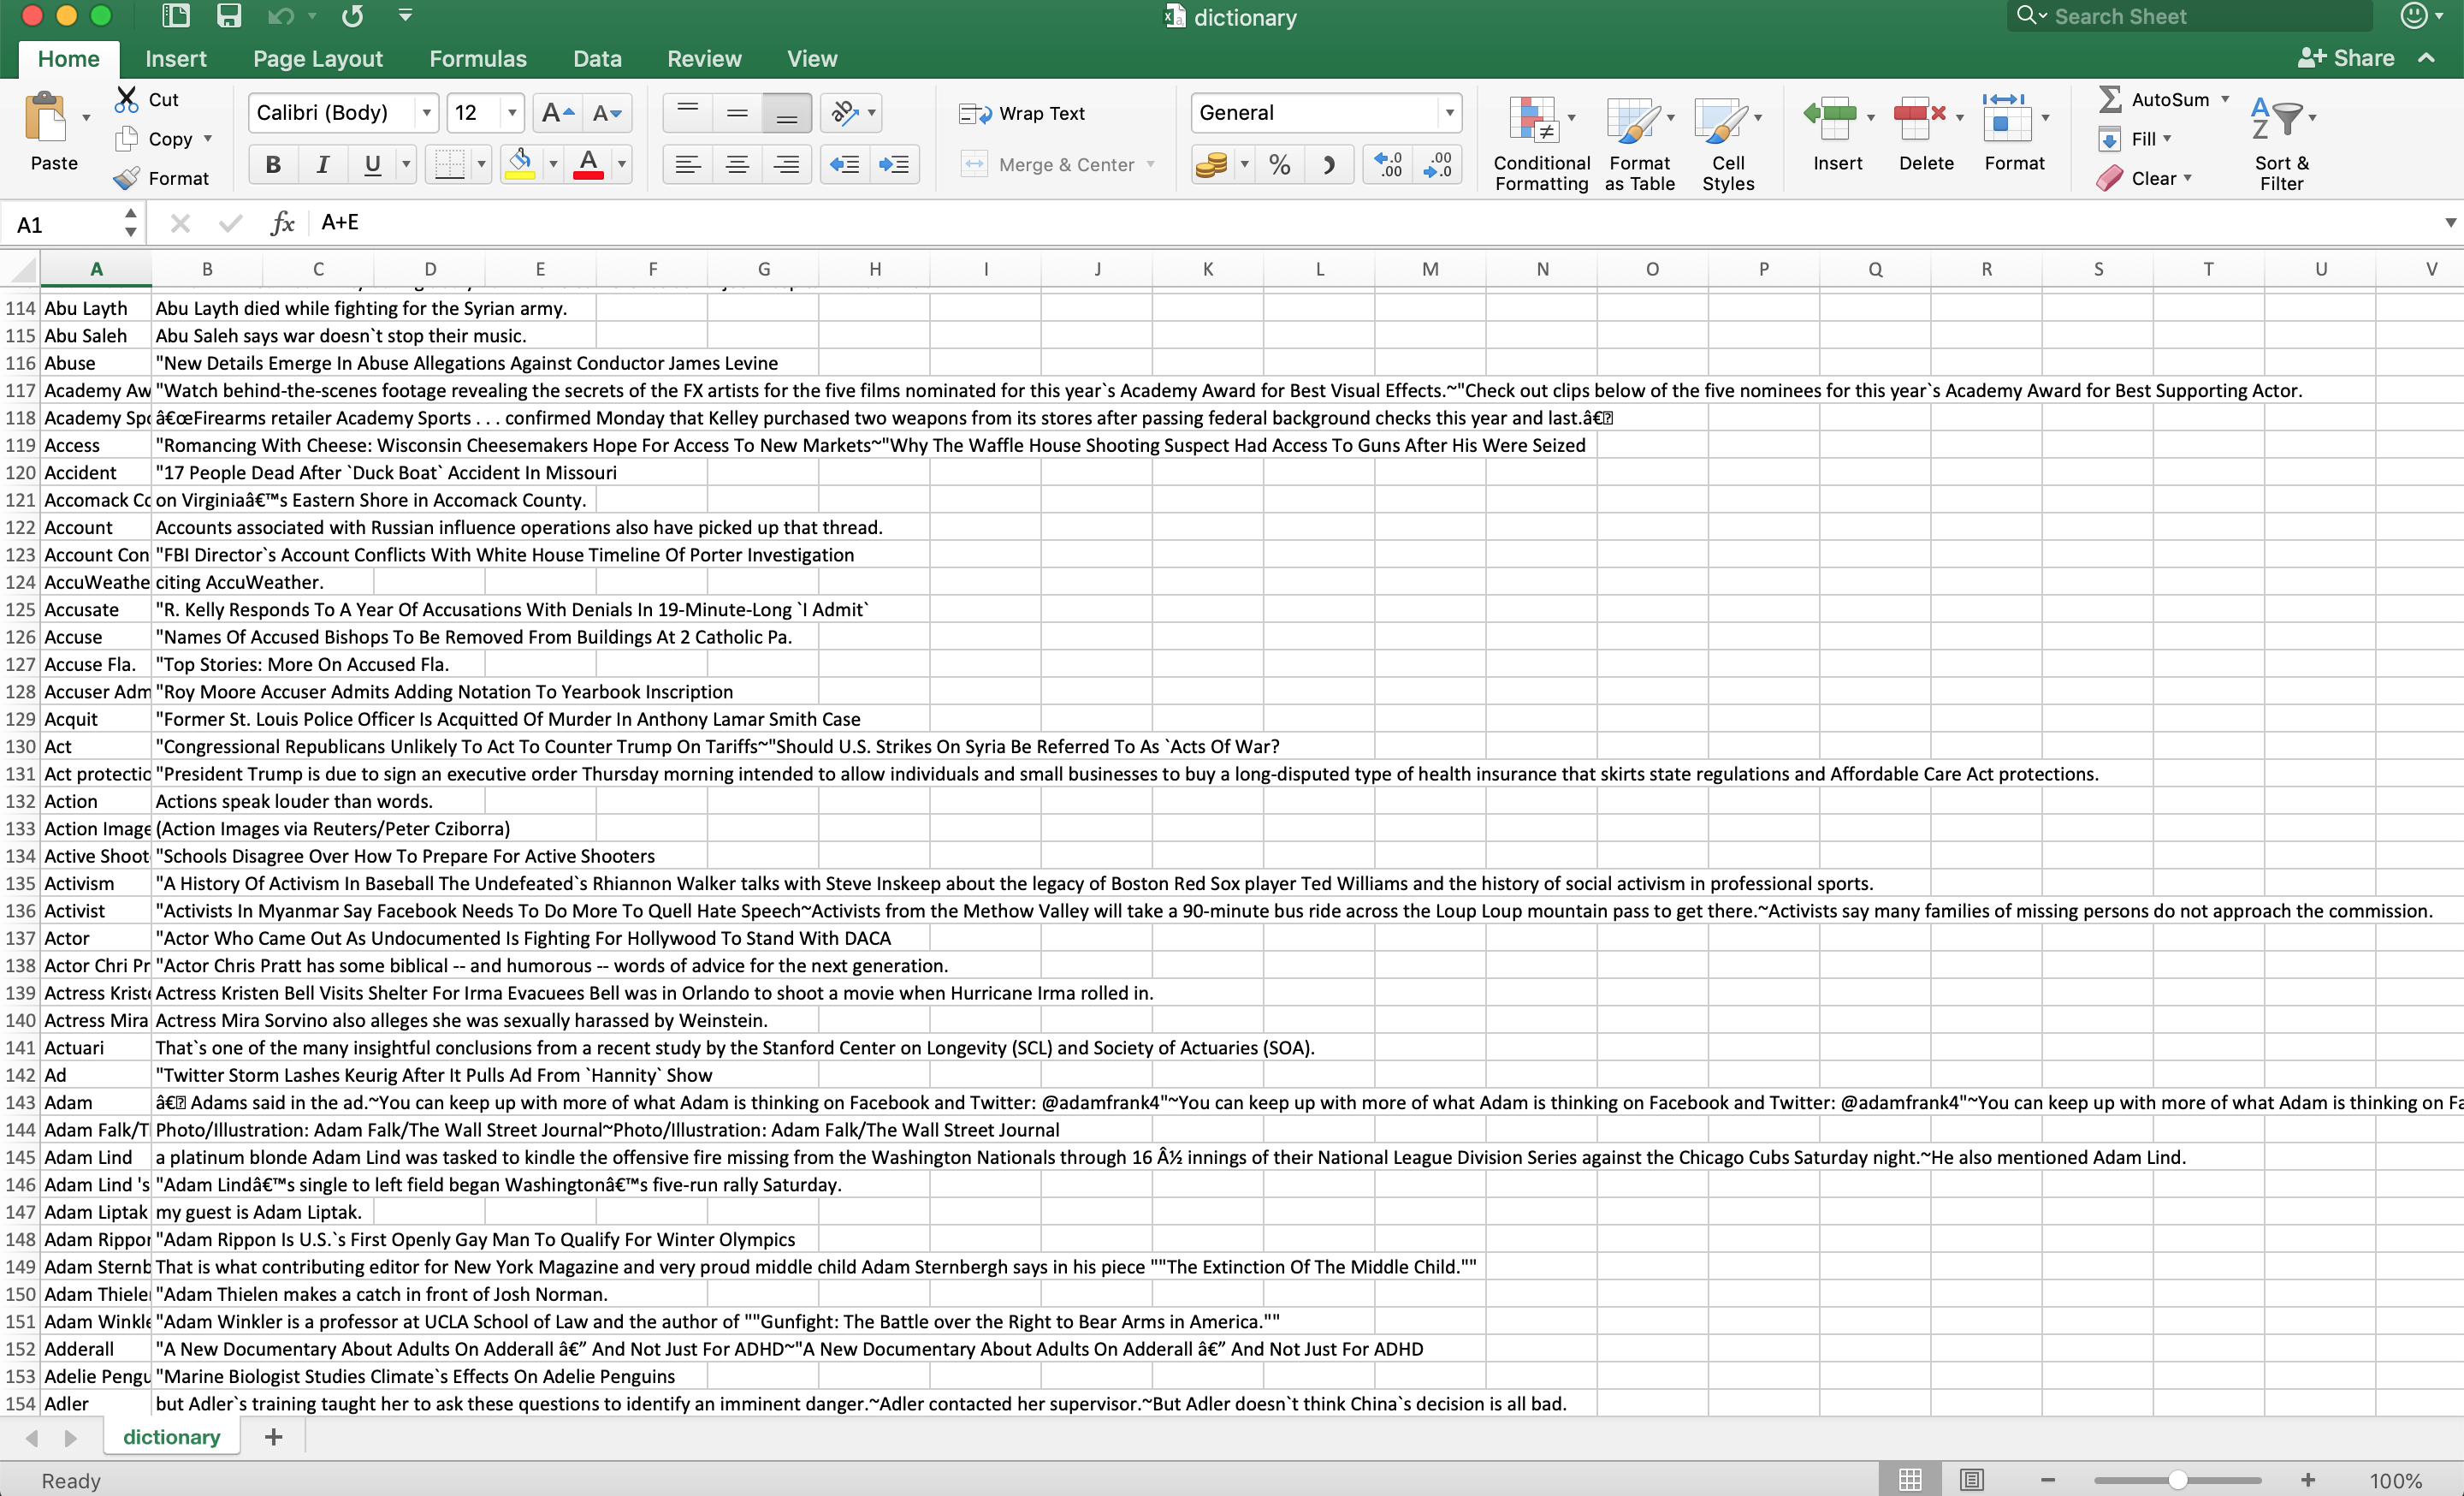 dictionary
Search Sheet
Home Insert Page Layout Formulas Data Review View
Share
Paste
Cut
Copy
Format
Calibri (Body) 12
Wrap Text
Merge & Center
General
Conditional Formatting
Format as Table
Cell Styles
Insert
Delete
Format
AutoSum
Fill
Clear
Sort & Filter
A1 fx A+E
A B C D E F G H I J K L M N O P Q R S T U V
114 Abu Layth Abu Layth died while fighting for the Syrian army.
115 Abu Saleh Abu Saleh says war doesn`t stop their music.
116 Abuse "New Details Emerge In Abuse Allegations Against Conductor James Levine
117 Academy Aw "Watch behind-the-scenes footage revealing the secrets of the FX artists for the five films nominated for this year`s Academy Award for Best Visual Effects.~"Check out clips below of the five nominees for this year`s Academy Award for Best Supporting Actor.
118 Academy Spo â€œFirearms retailer Academy Sports . . . confirmed Monday that Kelley purchased two weapons from its stores after passing federal background checks this year and last.â€
119 Access "Romancing With Cheese: Wisconsin Cheesemakers Hope For Access To New Markets~"Why The Waffle House Shooting Suspect Had Access To Guns After His Were Seized
120 Accident "17 People Dead After `Duck Boat` Accident In Missouri
121 Accomack Co on Virginiaâ€™s Eastern Shore in Accomack County.
122 Account Accounts associated with Russian influence operations also have picked up that thread.
123 Account Con "FBI Director`s Account Conflicts With White House Timeline Of Porter Investigation
124 AccuWeathe citing AccuWeather.
125 Accusate "R. Kelly Responds To A Year Of Accusations With Denials In 19-Minute-Long `I Admit`
126 Accuse "Names Of Accused Bishops To Be Removed From Buildings At 2 Catholic Pa.
127 Accuse Fla. "Top Stories: More On Accused Fla.
128 Accuser Adm "Roy Moore Accuser Admits Adding Notation To Yearbook Inscription
129 Acquit "Former St. Louis Police Officer Is Acquitted Of Murder In Anthony Lamar Smith Case
130 Act "Congressional Republicans Unlikely To Act To Counter Trump On Tariffs~"Should U.S. Strikes On Syria Be Referred To As `Acts Of War?
131 Act protectio "President Trump is due to sign an executive order Thursday morning intended to allow individuals and small businesses to buy a long-disputed type of health insurance that skirts state regulations and Affordable Care Act protections.
132 Action Actions speak louder than words.
133 Action Image (Action Images via Reuters/Peter Cziborra)
134 Active Shoot "Schools Disagree Over How To Prepare For Active Shooters
135 Activism "A History Of Activism In Baseball The Undefeated`s Rhiannon Walker talks with Steve Inskeep about the legacy of Boston Red Sox player Ted Williams and the history of social activism in professional sports.
136 Activist "Activists In Myanmar Say Facebook Needs To Do More To Quell Hate Speech~Activists from the Methow Valley will take a 90-minute bus ride across the Loup Loup mountain pass to get there.~Activists say many families of missing persons do not approach the commission.
137 Actor "Actor Who Came Out As Undocumented Is Fighting For Hollywood To Stand With DACA
138 Actor Chri Pr "Actor Chris Pratt has some biblical -- and humorous -- words of advice for the next generation.
139 Actress Krist Actress Kristen Bell Visits Shelter For Irma Evacuees Bell was in Orlando to shoot a movie when Hurricane Irma rolled in.
140 Actress Mira Actress Mira Sorvino also alleges she was sexually harassed by Weinstein.
141 Actuari That`s one of the many insightful conclusions from a recent study by the Stanford Center on Longevity (SCL) and Society of Actuaries (SOA).
142 Ad "Twitter Storm Lashes Keurig After It Pulls Ad From `Hannity` Show
143 Adam â€ Adams said in the ad.~You can keep up with more of what Adam is thinking on Facebook and Twitter: @adamfrank4"~You can keep up with more of what Adam is thinking on Facebook and Twitter: @adamfrank4"~You can keep up with more of what Adam is thinking on Fa
144 Adam Falk/T Photo/Illustration: Adam Falk/The Wall Street Journal~Photo/Illustration: Adam Falk/The Wall Street Journal
145 Adam Lind a platinum blonde Adam Lind was tasked to kindle the offensive fire missing from the Washington Nationals through 16 Â½ innings of their National League Division Series against the Chicago Cubs Saturday night.~He also mentioned Adam Lind.
146 Adam Lind 's "Adam Lindâ€™s single to left field began Washingtonâ€™s five-run rally Saturday.
147 Adam Liptak my guest is Adam Liptak.
148 Adam Rippon "Adam Rippon Is U.S.`s First Openly Gay Man To Qualify For Winter Olympics
149 Adam Sternb That is what contributing editor for New York Magazine and very proud middle child Adam Sternbergh says in his piece ""The Extinction Of The Middle Child.""
150 Adam Thiele "Adam Thielen makes a catch in front of Josh Norman.
151 Adam Winkle "Adam Winkler is a professor at UCLA School of Law and the author of ""Gunfight: The Battle over the Right to Bear Arms in America.""
152 Adderall "A New Documentary About Adults On Adderall â€” And Not Just For ADHD~"A New Documentary About Adults On Adderall â€” And Not Just For ADHD
153 Adelie Pengu "Marine Biologist Studies Climate`s Effects On Adelie Penguins
154 Adler but Adler`s training taught her to ask these questions to identify an imminent danger.~Adler contacted her supervisor.~But Adler doesn`t think China`s decision is all bad.
dictionary
Ready 100%